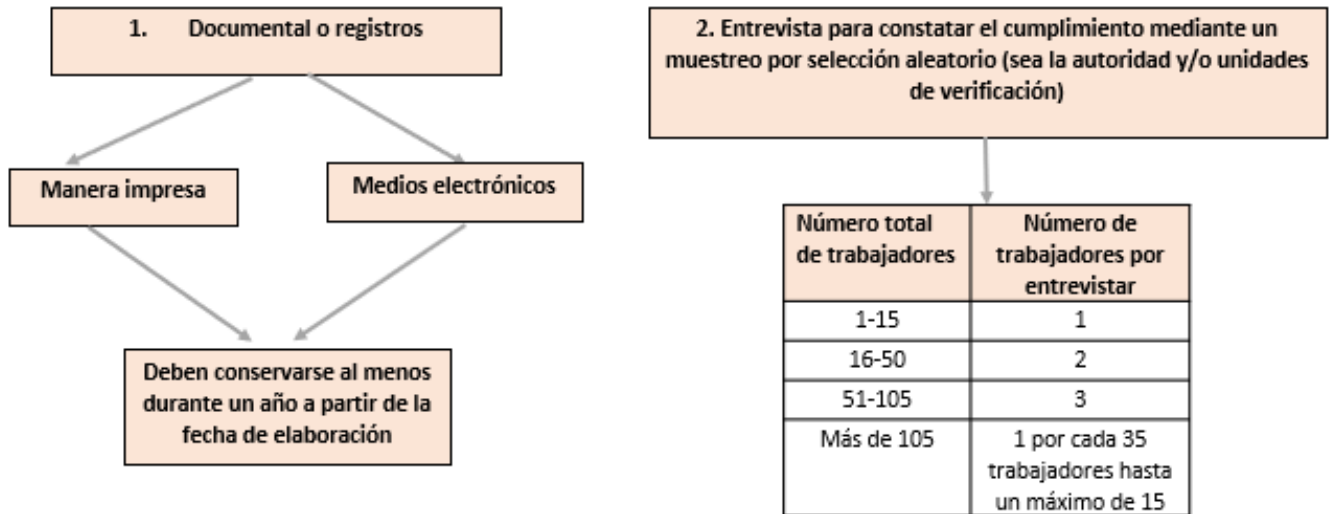 1. Documental o registros
Manera impresa
Medios electrónicos
Deben conservarse al menos
durante un año a partir de la
fecha de elaboración
2. Entrevista para constatar el cumplimiento mediante un
muestreo por selección aleatorio (sea la autoridad y/o unidades
de verificación)
Número total
de trabajadores
Número de
trabajadores por
entrevistar
1-15
1
16-50
2
51-105
3
Más de 105
1 por cada 35
trabajadores hasta
un máximo de 15